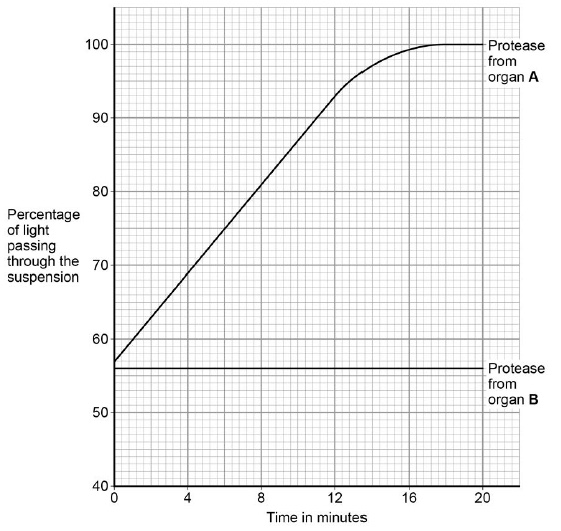 100
90
80
70
60
50
40
Percentage
of light
passing
through the
suspension
Protease
from
organ A
Protease
from
organ B
0 4 8 12 16 20
Time in minutes